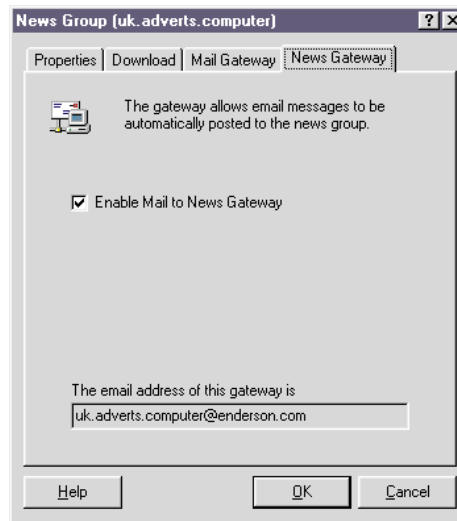 News Group (uk.adverts.computer)
Properties Download Mail Gateway News Gateway
The gateway allows email messages to be
automatically posted to the news group.
Enable Mail to News Gateway
The email address of this gateway is
uk.adverts.computer@enderson.com
Help OK Cancel